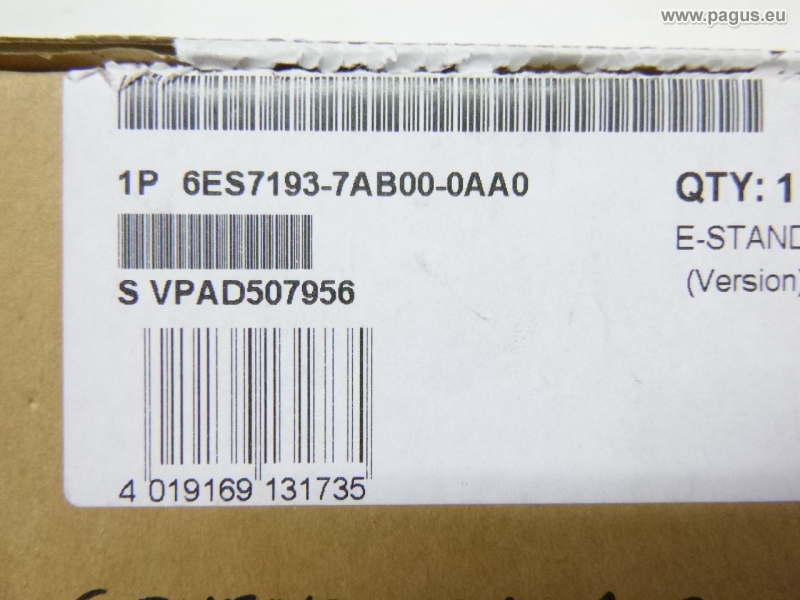 www.pagus.eu
1P 6ES7193-7AB00-0AA0
QTY: 1
E-STAND
(Version)
S VPAD507956
4 019169 131735